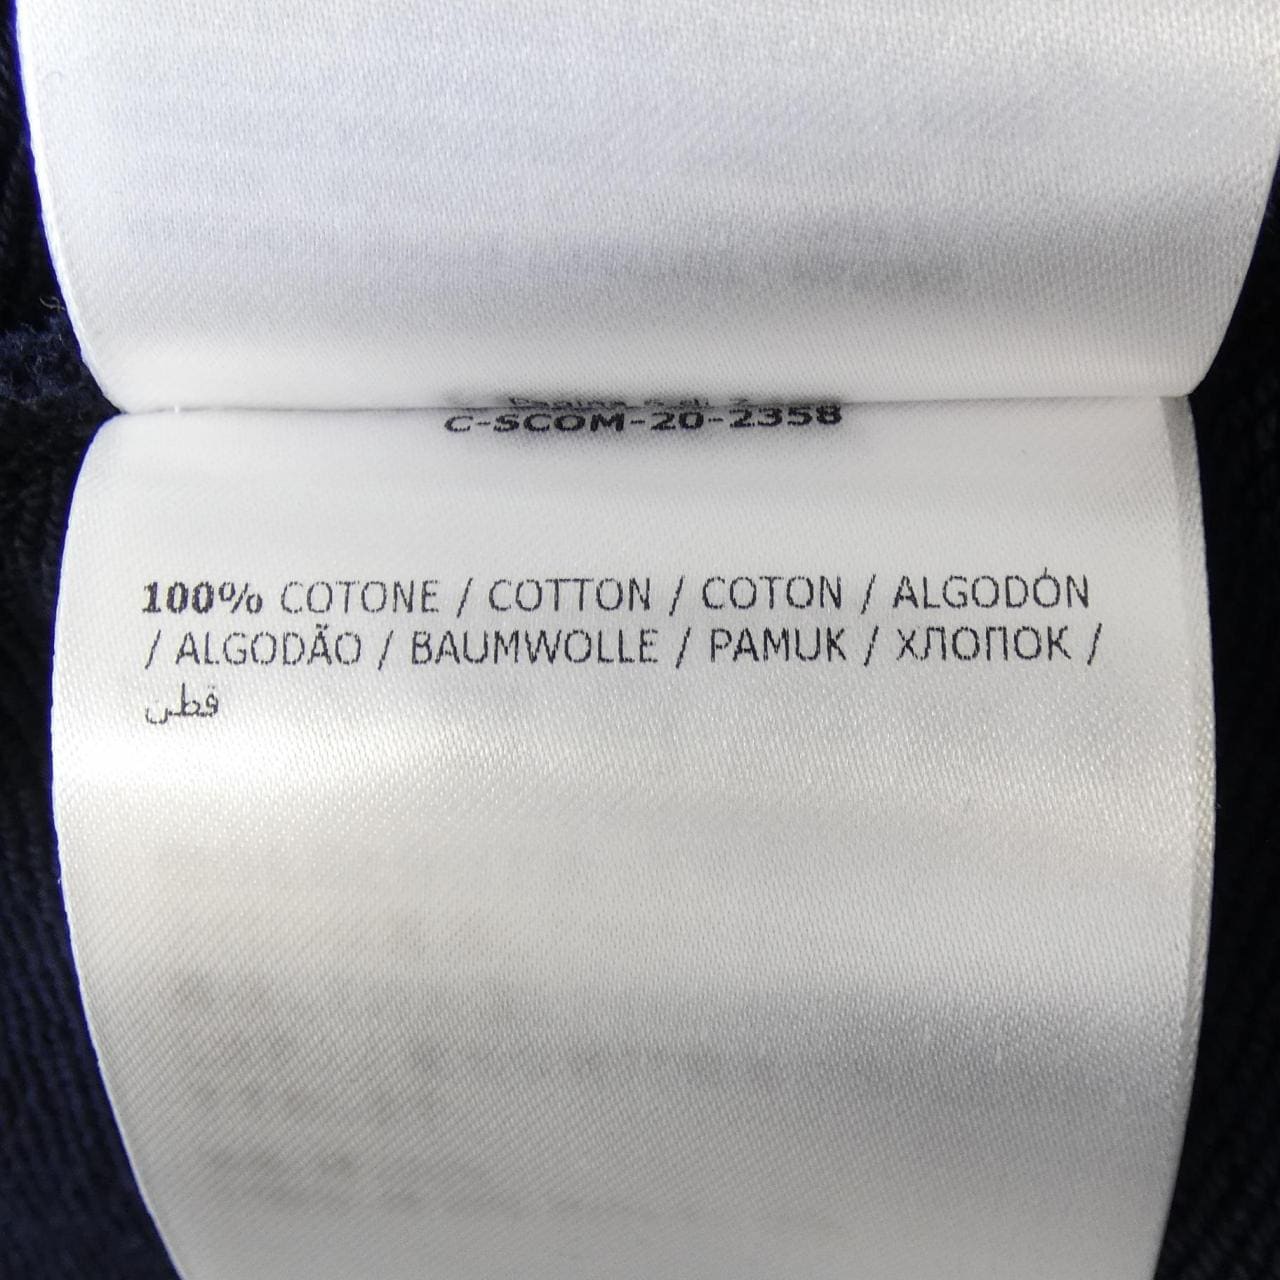 C-SCOM-20-2358
100% COTONE / COTTON / COTON / ALGODÓN
/ ALGODÃO / BAUMWOLLE / PAMUK / ХЛОПОК /
قطن